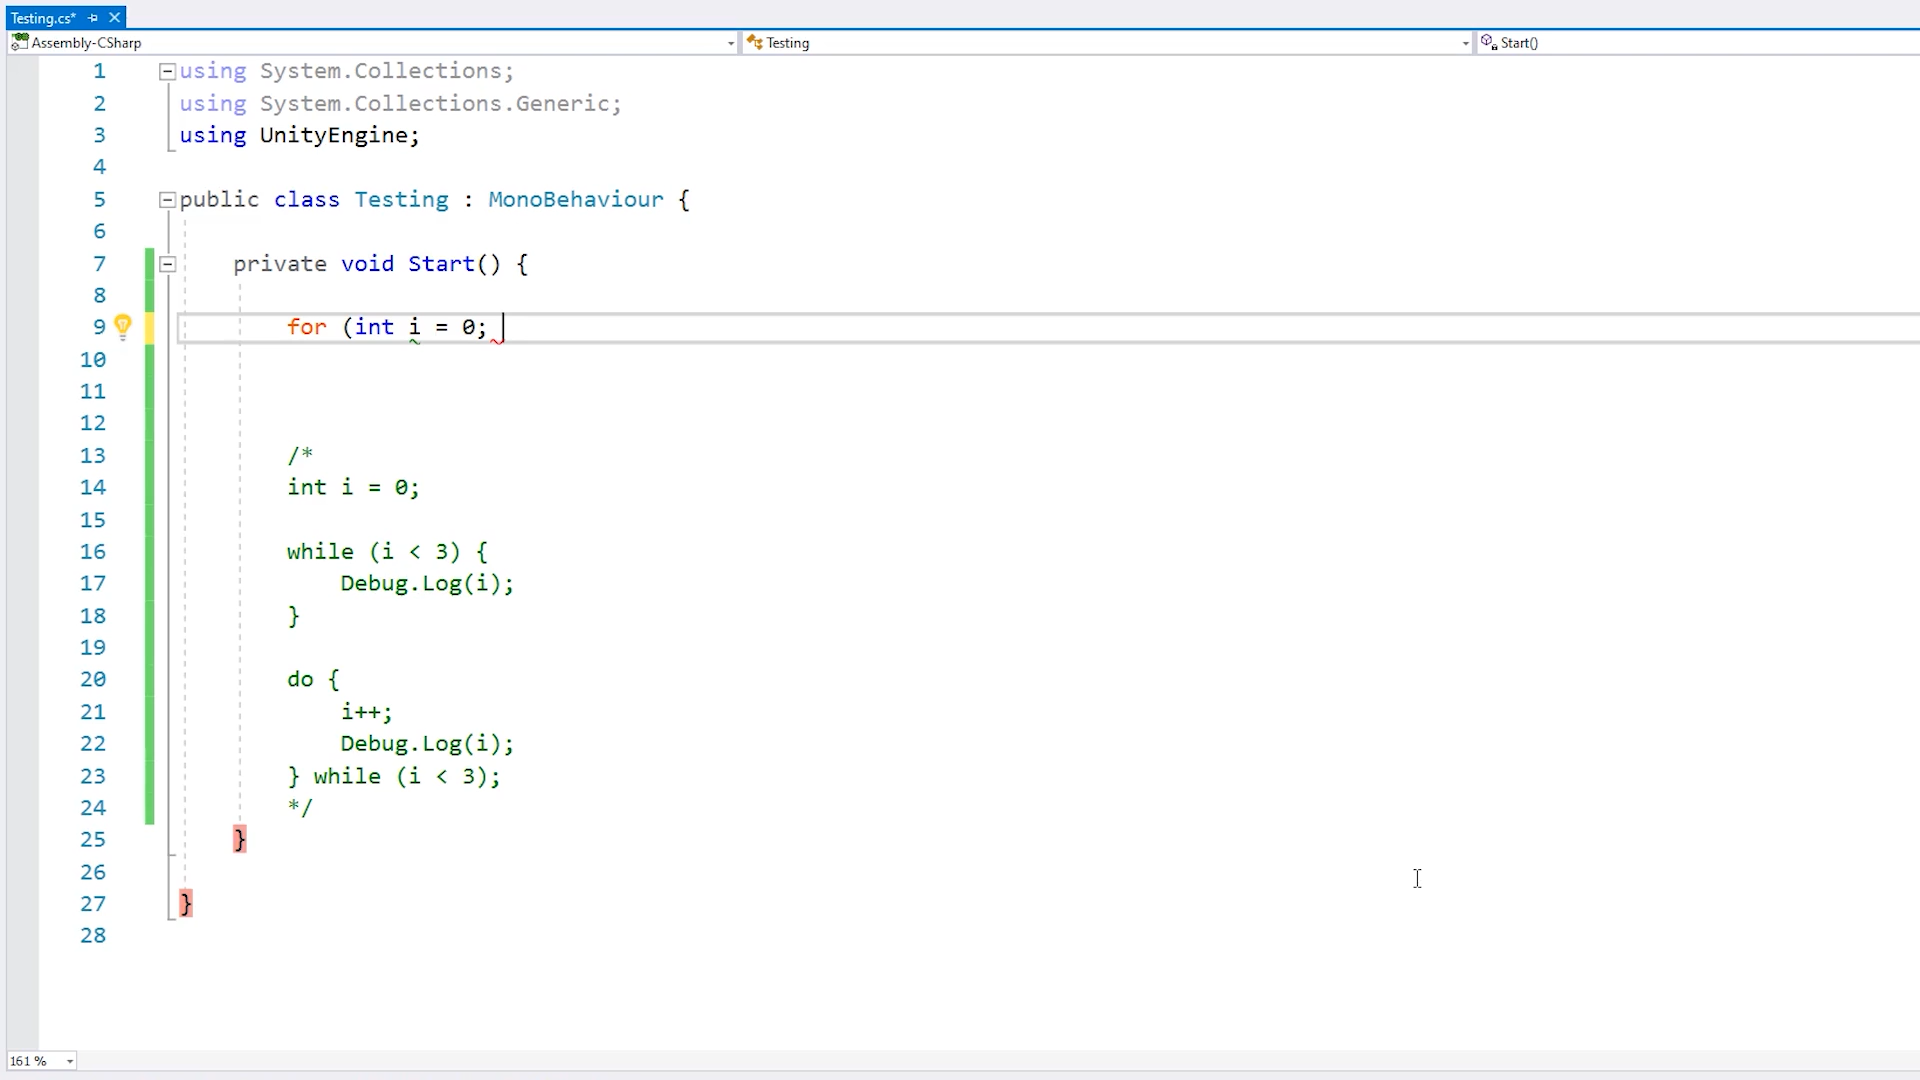 Testing.cs*
Assembly-CSharp Testing Start()
1 using System.Collections;
2 using System.Collections.Generic;
3 using UnityEngine;
4
5 public class Testing : MonoBehaviour {
6
7 private void Start() {
8
9 for (int i = 0;
10
11
12
13 /*
14 int i = 0;
15
16 while (i < 3) {
17 Debug.Log(i);
18 }
19
20 do {
21 i++;
22 Debug.Log(i);
23 } while (i < 3);
24 */
25 }
26
27 }
28
161 %